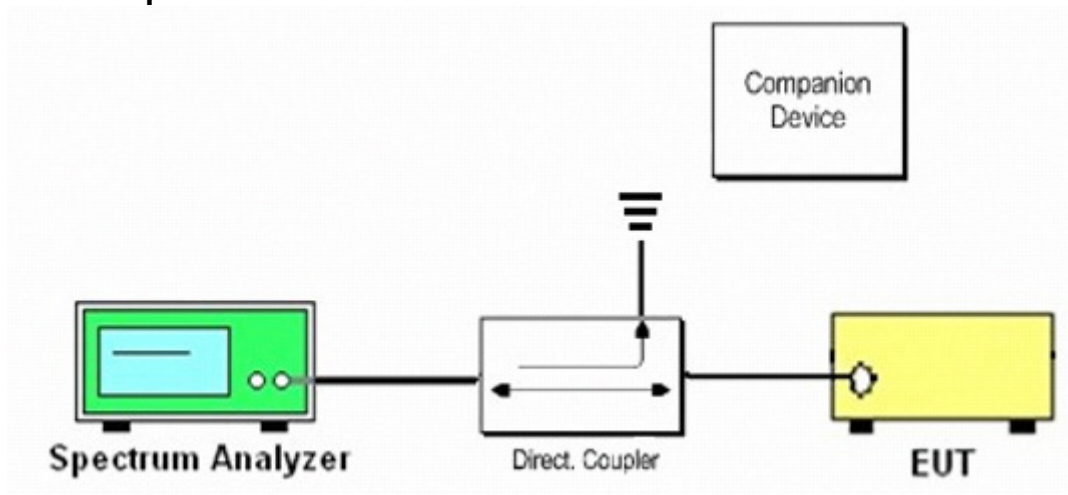 Companion
Device
Spectrum Analyzer
Direct. Coupler
EUT